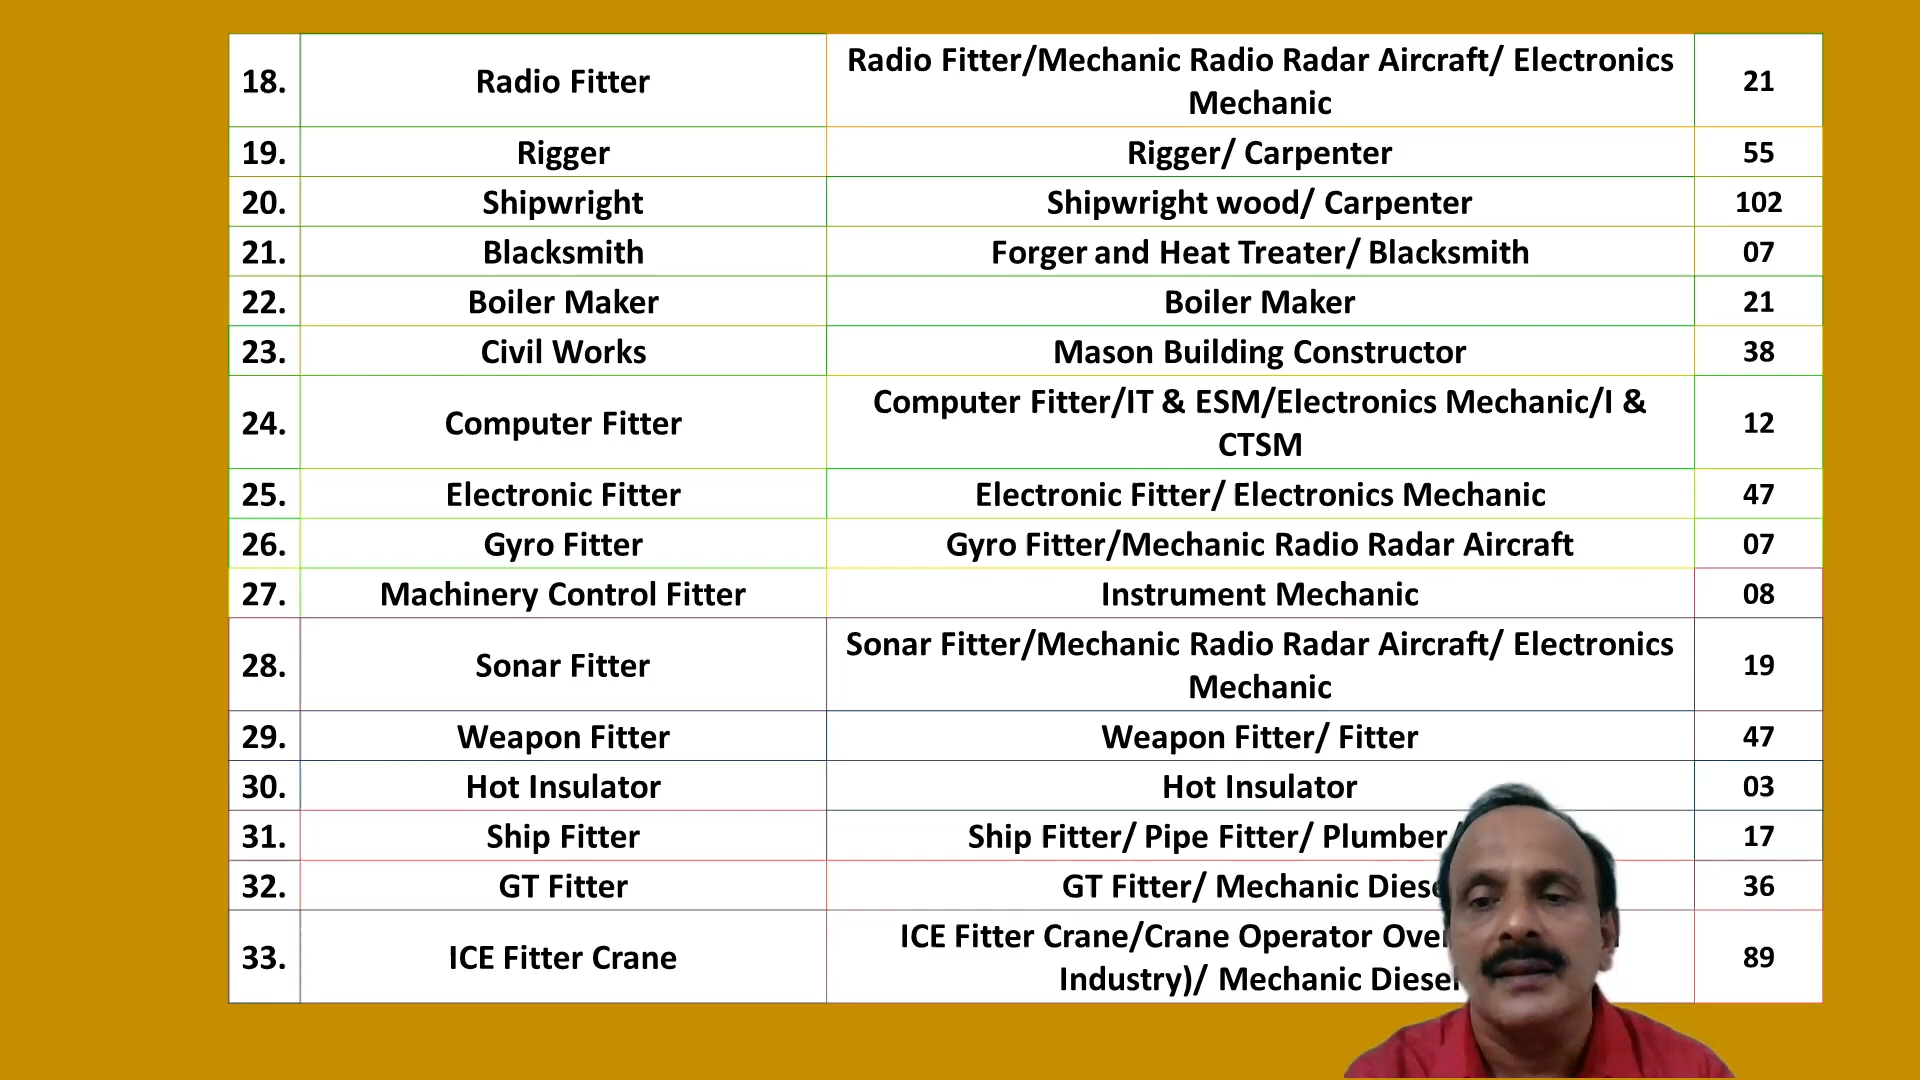 18. Radio Fitter Radio Fitter/Mechanic Radio Radar Aircraft/ Electronics 21
Mechanic
19. Rigger Rigger/ Carpenter 55
20. Shipwright Shipwright wood/ Carpenter 102
21. Blacksmith Forger and Heat Treater/ Blacksmith 07
22. Boiler Maker Boiler Maker 21
23. Civil Works Mason Building Constructor 38
24. Computer Fitter Computer Fitter/IT & ESM/Electronics Mechanic/I & 12
CTSM
25. Electronic Fitter Electronic Fitter/ Electronics Mechanic 47
26. Gyro Fitter Gyro Fitter/Mechanic Radio Radar Aircraft 07
27. Machinery Control Fitter Instrument Mechanic 08
28. Sonar Fitter Sonar Fitter/Mechanic Radio Radar Aircraft/ Electronics 19
Mechanic
29. Weapon Fitter Weapon Fitter/ Fitter 47
30. Hot Insulator Hot Insulator 03
31. Ship Fitter Ship Fitter/ Pipe Fitter/ Plumber/ 17
32. GT Fitter GT Fitter/ Mechanic 36
33. ICE Fitter Crane ICE Fitter Crane/Crane Operator 89
Industry)/ Mechanic